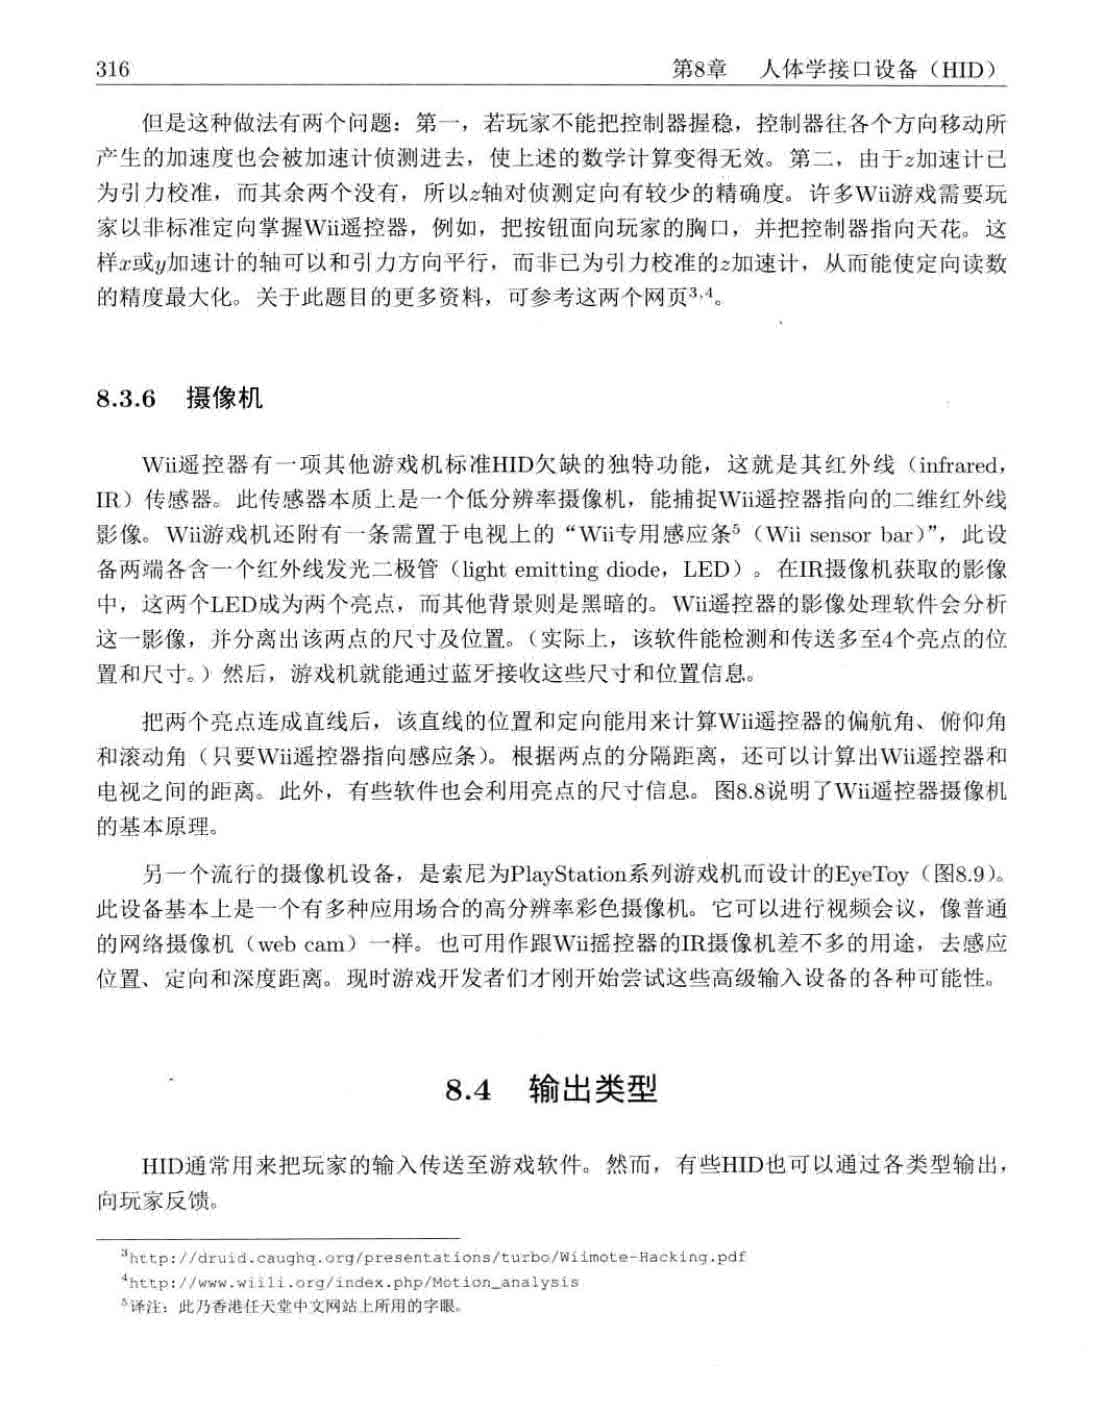 316 第8章 人体学接口设备（HID）
但是这种做法有两个问题：第一，若玩家不能把控制器握稳，控制器往各个方向移动所
产生的加速度也会被加速计侦测进去，使上述的数学计算变得无效。第二，由于z加速计已
为引力校准，而其余两个没有，所以z轴对侦测定向有较少的精确度。许多Wii游戏需要玩
家以非标准定向掌握Wii遥控器，例如，把按钮面向玩家的胸口，并把控制器指向天花。这
样x或y加速计的轴可以和引力方向平行，而非已为引力校准的z加速计，从而能使定向读数
的精度最大化。关于此题目的更多资料，可参考这两个网页3,4。
8.3.6 摄像机
Wii遥控器有一项其他游戏机标准HID欠缺的独特功能，这就是其红外线（infrared，
IR）传感器。此传感器本质上是一个低分辨率摄像机，能捕捉Wii遥控器指向的二维红外线
影像。Wii游戏机还附有一条需置于电视上的“Wii专用感应条5（Wii sensor bar）”，此设
备两端各含一个红外线发光二极管（light emitting diode，LED）。在IR摄像机获取的影像
中，这两个LED成为两个亮点，而其他背景则是黑暗的。Wii遥控器的影像处理软件会分析
这一影像，并分离出该两点的尺寸及位置。（实际上，该软件能检测和传送多至4个亮点的位
置和尺寸。）然后，游戏机就能通过蓝牙接收这些尺寸和位置信息。
把两个亮点连成直线后，该直线的位置和定向能用来计算Wii遥控器的偏航角、俯仰角
和滚动角（只要Wii遥控器指向感应条）。根据两点的分隔距离，还可以计算出Wii遥控器和
电视之间的距离。此外，有些软件也会利用亮点的尺寸信息。图8.8说明了Wii遥控器摄像机
的基本原理。
另一个流行的摄像机设备，是索尼为PlayStation系列游戏机而设计的EyeToy（图8.9）。
此设备基本上是一个有多种应用场合的高分辨率彩色摄像机。它可以进行视频会议，像普通
的网络摄像机（web cam）一样。也可用作跟Wii摇控器的IR摄像机差不多的用途，去感应
位置、定向和深度距离。现时游戏开发者们才刚开始尝试这些高级输入设备的各种可能性。
8.4 输出类型
HID通常用来把玩家的输入传送至游戏软件。然而，有些HID也可以通过各类型输出，
向玩家反馈。
3http://druid.caughq.org/presentations/turbo/Wiimote-Hacking.pdf
4http://www.wiili.org/index.php/Motion_analysis
5译注：此乃香港任天堂中文网站上所用的字眼。